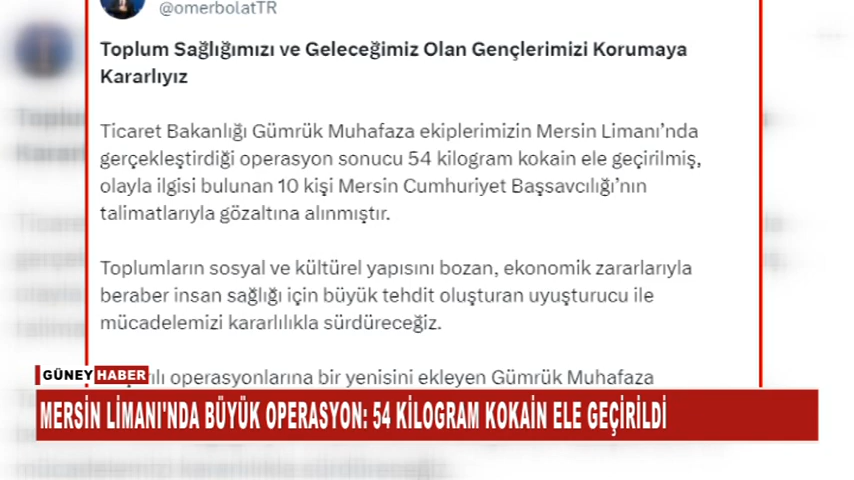 @omerbolatTR
Toplum Sağlığımızı ve Geleceğimiz Olan Gençlerimizi Korumaya
Kararlıyız
Ticaret Bakanlığı Gümrük Muhafaza ekiplerimizin Mersin Limanı’nda
gerçekleştirdiği operasyon sonucu 54 kilogram kokain ele geçirilmiş,
olayla ilgisi bulunan 10 kişi Mersin Cumhuriyet Başsavcılığı’nın
talimatlarıyla gözaltına alınmıştır.
Toplumların sosyal ve kültürel yapısını bozan, ekonomik zararlarıyla
beraber insan sağlığı için büyük tehdit oluşturan uyuşturucu ile
mücadelemizi kararlılıkla sürdüreceğiz.
operasyonlarına bir yenisini ekleyen Gümrük Muhafaza
GÜNEY HABER
MERSİN LİMANI'NDA BÜYÜK OPERASYON: 54 KİLOGRAM KOKAİN ELE GEÇİRİLDİ